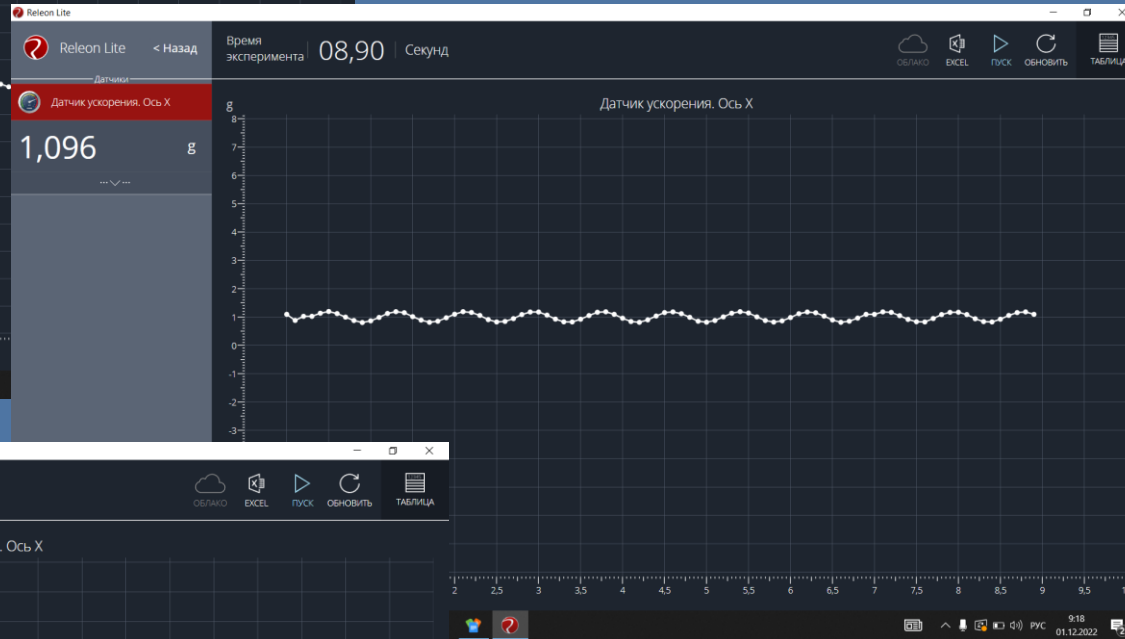 Releon Lite
Releon Lite < Назад
Время эксперимента 08,90 Секунд
ОБЛАКО EXCEL ПУСК ОБНОВИТЬ ТАБЛИЦА
Датчики
Датчик ускорения. Ось X
1,096 g
g
Датчик ускорения. Ось X
8
7
6
5
4
3
2
1
0
-1
-2
-3
ОБЛАКО EXCEL ПУСК ОБНОВИТЬ ТАБЛИЦА
. Ось X
2 2,5 3 3,5 4 4,5 5 5,5 6 6,5 7 7,5 8 8,5 9 9,5 1
РУС
9:18
01.12.2022
2